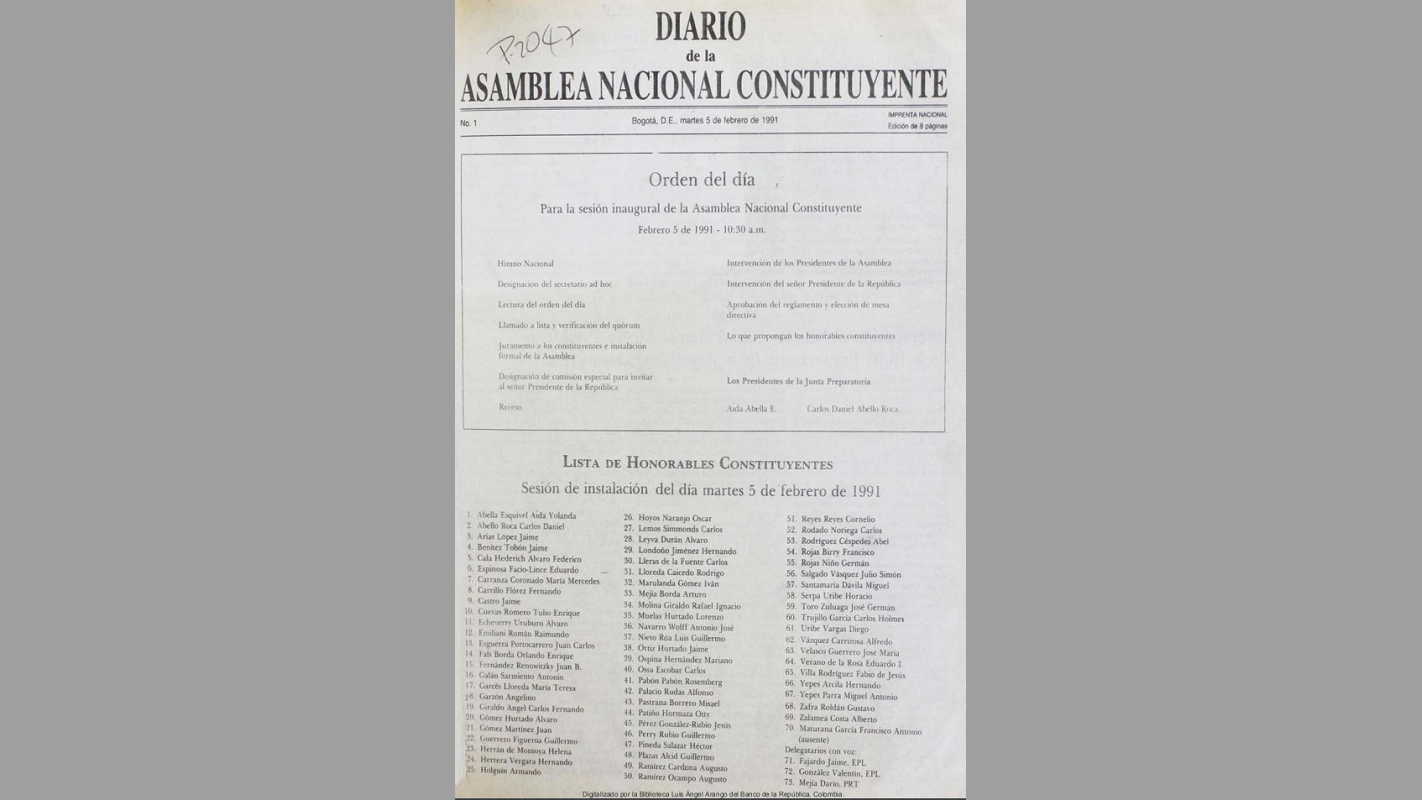 P-2047
DIARIO
de la
ASAMBLEA NACIONAL CONSTITUYENTE
No. 1
Bogotá, D.E., martes 5 de febrero de 1991
IMPRENTA NACIONAL
Edición de 8 páginas
Orden del día
Para la sesión inaugural de la Asamblea Nacional Constituyente
Febrero 5 de 1991 - 10:30 a.m.
Himno Nacional
Designación del secretario ad hoc
Lectura del orden del día
Llamado a lista y verificación del quórum
Juramento a los constituyentes e instalación
formal de la Asamblea
Designación de comisión especial para invitar
al señor Presidente de la República
Receso
Intervención de los Presidentes de la Asamblea
Intervención del señor Presidente de la República
Aprobación del reglamento y elección de mesa
directiva
Lo que propongan los honorables constituyentes
Los Presidentes de la Junta Preparatoria
Aida Abella E. Carlos Daniel Abello Roca.
LISTA DE HONORABLES CONSTITUYENTES
Sesión de instalación del día martes 5 de febrero de 1991
1. Abella Esquivel Aida Yolanda
2. Abello Roca Carlos Daniel
3. Arias López Jaime
4. Benítez Tobón Jaime
5. Cala Hederich Alvaro Federico
6. Espinosa Facio-Lince Eduardo
7. Carranza Coronado María Mercedes
8. Carrillo Flórez Fernando
9. Castro Jaime
10. Cuevas Romero Tulio Enrique
11. Echeverry Uruburo Alvaro
12. Emiliani Román Raimundo
13. Esguerra Portocarrero Juan Carlos
14. Fals Borda Orlando Enrique
15. Fernández Renowitzky Juan B.
16. Galán Sarmiento Antonio
17. Garcés Lloreda María Teresa
18. Garzón Angelino
19. Giraldo Angel Carlos Fernando
20. Gómez Hurtado Alvaro
21. Gómez Martínez Juan
22. Guerrero Figueroa Guillermo
23. Herrán de Montoya Helena
24. Herrera Vergara Hernando
25. Holguín Armando
26. Hoyos Naranjo Oscar
27. Lemos Simmonds Carlos
28. Leyva Durán Alvaro
29. Londoño Jiménez Hernando
30. Lleras de la Fuente Carlos
31. Lloreda Caicedo Rodrigo
32. Marulanda Gómez Iván
33. Mejía Borda Arturo
34. Molina Giraldo Rafael Ignacio
35. Muelas Hurtado Lorenzo
36. Navarro Wolff Antonio José
37. Nieto Roa Luis Guillermo
38. Ortiz Hurtado Jaime
39. Ospina Hernández Mariano
40. Ossa Escobar Carlos
41. Pabón Pabón Rosemberg
42. Palacio Rudas Alfonso
43. Pastrana Borrero Misael
44. Patiño Hormaza Otty
45. Pérez González-Rubio Jesús
46. Perry Rubio Guillermo
47. Pineda Salazar Héctor
48. Plazas Alcid Guillermo
49. Ramírez Cardona Augusto
50. Ramírez Ocampo Augusto
51. Reyes Reyes Cornelio
52. Rodado Noriega Carlos
53. Rodríguez Céspedes Abel
54. Rojas Birry Francisco
55. Rojas Niño Germán
56. Salgado Vásquez Julio Simón
57. Santamaría Dávila Miguel
58. Serpa Uribe Horacio
59. Toro Zuluaga José Germán
60. Trujillo García Carlos Holmes
61. Uribe Vargas Diego
62. Vázquez Carrizosa Alfredo
63. Velasco Guerrero José María
64. Verano de la Rosa Eduardo I.
65. Villa Rodríguez Fabio de Jesús
66. Yepes Arcila Hernando
67. Yepes Parra Miguel Antonio
68. Zafra Roldán Gustavo
69. Zalamea Costa Alberto
70. Maturana García Francisco Antonio
(ausente)
Delegatarios con voz:
71. Fajardo Jaime, EPL
72. González Valentín, EPL
73. Mejía Darío, PRT
Digitalizado por la Biblioteca Luis Ángel Arango del Banco de la República, Colombia.